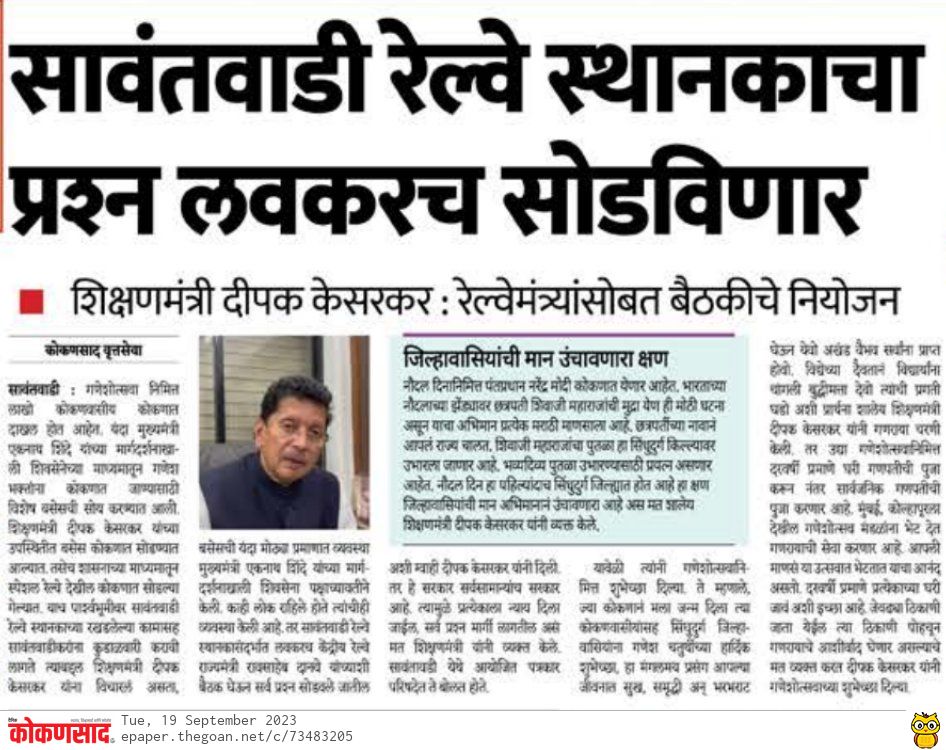 सावंतवाडी रेल्वे स्थानकाचा
प्रश्न लवकरच सोडविणार
शिक्षणमंत्री दीपक केसरकर : रेल्वेमंत्र्यांसोबत बैठकीचे नियोजन
कोकणसाद वृत्तसेवा
सावंतवाडी : गणेशोत्सवा निमित्त
लाखो कोकणवासीय कोकणात
दाखल होत आहेत. यंदा मुख्यमंत्री
एकनाथ शिंदे यांच्या मार्गदर्शनाखा-
ली शिवसेनेच्या माध्यमातून गणेश
भक्तांना कोकणात जाण्यासाठी
विशेष बसेसची सोय करण्यात आली.
शिक्षणमंत्री दीपक केसरकर यांच्या
उपस्थितीत बसेस कोकणात सोडण्यात
आल्यात. तसेच शासनाच्या माध्यमातून
स्पेशल रेल्वे देखील कोकणात सोडल्या
गेल्यात. याच पार्श्वभूमीवर सावंतवाडी
रेल्वे स्थानकाच्या रखडलेल्या कामासह
सावंतवाडीकरांना कुडाळवारी करावी
लागते त्याबद्दल शिक्षणमंत्री दीपक
केसरकर यांना विचारलं असता,
बसेसची यंदा मोठ्या प्रमाणात व्यवस्था
मुख्यमंत्री एकनाथ शिंदे यांच्या मार्ग-
दर्शनाखाली शिवसेना पक्षाच्यावतीने
केली. काही लोक राहिले होते त्यांचीही
व्यवस्था केली आहे. तर सावंतवाडी रेल्वे
स्थानकासंदर्भात लवकरच केंद्रीय रेल्वे
राज्यमंत्री रावसाहेब दानवे यांच्याशी
बैठक घेऊन सर्व प्रश्न सोडवले जातील
जिल्हावासियांची मान उंचावणारा क्षण
नौदल दिनानिमित्त पंतप्रधान नरेंद्र मोदी कोकणात येणार आहेत. भारताच्या
नौदलाच्या झेंड्यावर छत्रपती शिवाजी महाराजांची मुद्रा येण ही मोठी घटना
असून याचा अभिमान प्रत्येक मराठी माणसाला आहे. छत्रपतींच्या नावानं
आपलं राज्य चालत. शिवाजी महाराजांचा पुतळा हा सिंधुदुर्ग किल्ल्यावर
उभारला जाणार आहे. भव्यदिव्य पुतळा उभारण्यासाठी प्रयत्न असणार
आहेत. नौदल दिन हा पहिल्यांदाच सिंधुदुर्ग जिल्ह्यात होत आहे हा क्षण
जिल्हावासियांची मान अभिमानानं उंचावणारा आहे अस मत शालेय
शिक्षणमंत्री दीपक केसरकर यांनी व्यक्त केले.
अशी ग्वाही दीपक केसरकर यांनी दिली.
तर हे सरकार सर्वसामान्यांच सरकार
आहे. त्यामुळे प्रत्येकाला न्याय दिला
जाईल, सर्व प्रश्न मार्गी लागतील असे
मत शिक्षणमंत्री यांनी व्यक्त केले.
सावंतवाडी येथे आयोजित पत्रकार
परिषदेत ते बोलत होते.
यावेळी त्यांनी गणेशोत्सवानि-
मित्त शुभेच्छा दिल्या. ते म्हणाले,
ज्या कोकणानं मला जन्म दिला त्या
कोकणवासीयांसह सिंधुदुर्ग जिल्हा-
वासियांना गणेश चतुर्थीच्या हार्दिक
शुभेच्छा, हा मंगलमय प्रसंग आपल्या
जीवनात सुख, समृद्धी अन् भरभराट
घेऊन येवो अखंड वैभव सर्वांना प्राप्त
होवो. विद्येच्या दैवतानं विद्यार्थ्यांना
चांगली बुद्धीमत्ता देवो त्यांची प्रगती
घडो अशी प्रार्थना शालेय शिक्षणमंत्री
दीपक केसरकर यांनी गणराया चरणी
केली. तर उद्या गणेशोत्सवानिमित्त
दरवर्षी प्रमाणे घरी गणपतीची पुजा
करून नंतर सार्वजनिक गणपतीची
पुजा करणार आहे. मुंबई, कोल्हापूरला
देखील गणेशोत्सव मंडळांना भेट देत
गणरायाची सेवा करणार आहे. आपली
माणसं या उत्सवात भेटतात याचा आनंद
असतो. दरवर्षी प्रमाणे प्रत्येकाच्या घरी
जावं अशी इच्छा आहे. जेवढ्या ठिकाणी
जाता येईल त्या ठिकाणी पोहचून
गणरायाचे आशीर्वाद घेणार असल्याचे
मत व्यक्त करत दीपक केसरकर यांनी
गणेशोत्सवाच्या शुभेच्छा दिल्या.
कोकणसाद
Tue, 19 September 2023
epaper.thegoan.net/c/73483205